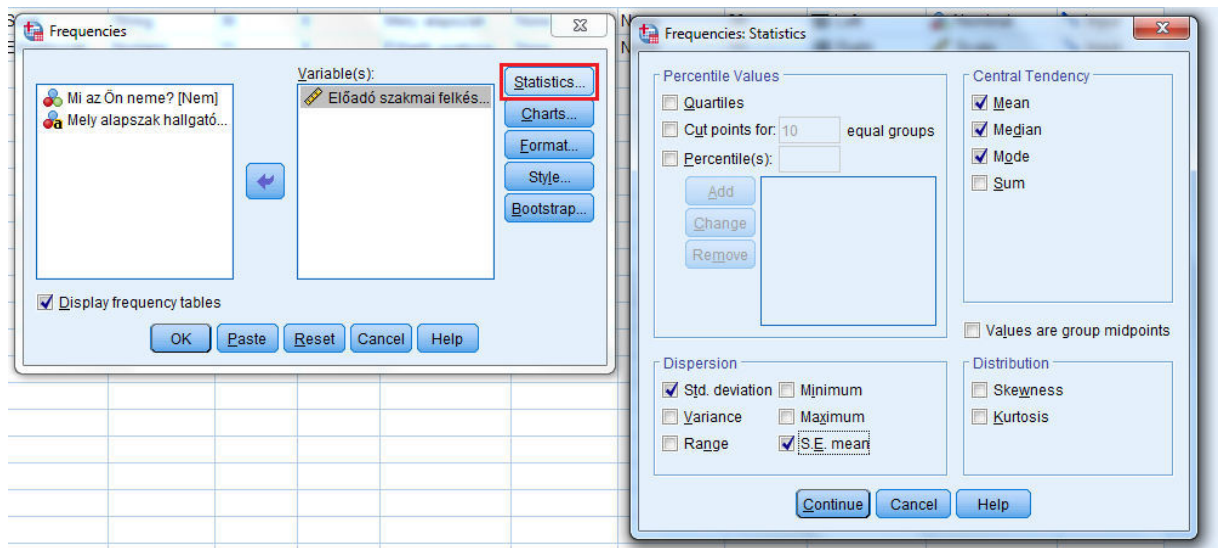 Frequencies
Variable(s):
Mi az Ön neme? [Nem]
Mely alapszak hallgató...
Előadó szakmai felkés...
Statistics...
Charts...
Format...
Style...
Bootstrap...
Display frequency tables
OK Paste Reset Cancel Help
Frequencies: Statistics
Percentile Values
Quartiles
Cut points for: 10 equal groups
Percentile(s):
Add
Change
Remove
Central Tendency
Mean
Median
Mode
Sum
Values are group midpoints
Dispersion
Std. deviation Minimum
Variance Maximum
Range S.E. mean
Distribution
Skewness
Kurtosis
Continue Cancel Help